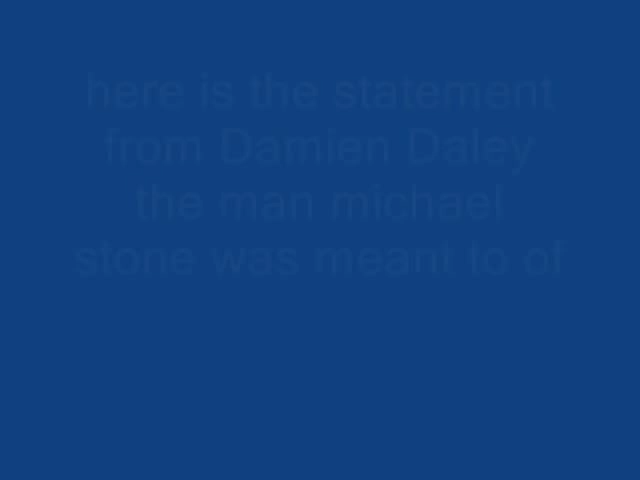 here is the statement
from Damien Daley
the man michael
stone was meant to of